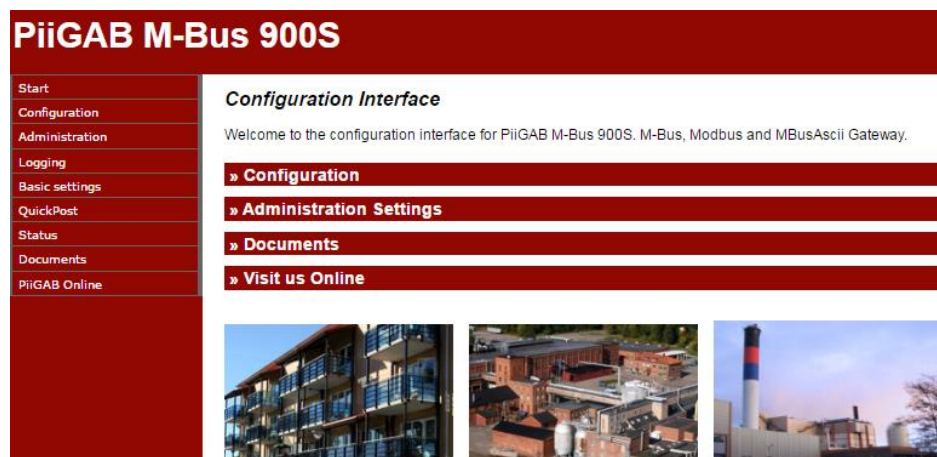 PiiGAB M-Bus 900S
Start
Configuration
Administration
Logging
Basic settings
QuickPost
Status
Documents
PiiGAB Online
Configuration Interface
Welcome to the configuration interface for PiiGAB M-Bus 900S. M-Bus, Modbus and MBusAscii Gateway.
» Configuration
» Administration Settings
» Documents
» Visit us Online